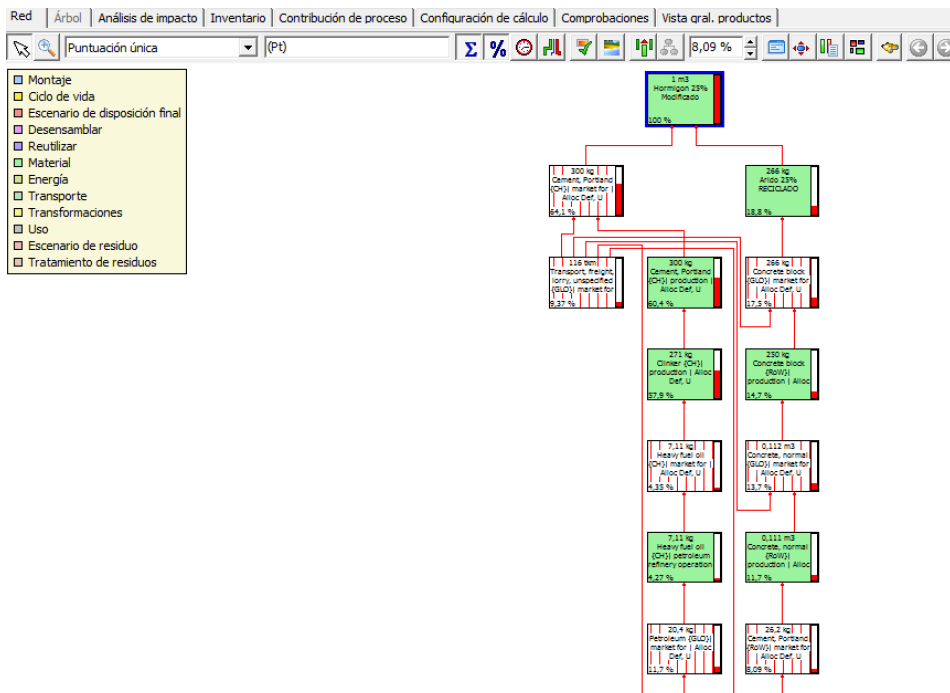 Red Árbol Análisis de impacto Inventario Contribución de proceso Configuración de cálculo Comprobaciones Vista gral. productos
Puntuación única (Pt) Σ % 8,09 %
Montaje
Ciclo de vida
Escenario de disposición final
Desensamblar
Reutilizar
Material
Energía
Transporte
Transformaciones
Uso
Escenario de residuo
Tratamiento de residuos
1 m3
Hormigon 25%
Modificado
100 %
300 kg
Cement, Portland
{CH}| market for |
Alloc Def, U
64,1 %
266 kg
Arido 25%
RECICLADO
18,8 %
116 tkm
Transport, freight,
lorry, unspecified
{GLO}| market for
9,37 %
300 kg
Cement, Portland
{CH}| production |
Alloc Def, U
60,4 %
266 kg
Concrete block
{GLO}| market for
| Alloc Def, U
17,5 %
271 kg
Clinker {CH}|
production | Alloc
Def, U
57,9 %
250 kg
Concrete block
{RoW}|
production | Alloc
14,7 %
7,11 kg
Heavy fuel oil
{CH}| market for |
Alloc Def, U
4,35 %
0,112 m3
Concrete, normal
{GLO}| market for
| Alloc Def, U
13,7 %
7,11 kg
Heavy fuel oil
{CH}| petroleum
refinery operation
4,27 %
0,111 m3
Concrete, normal
{RoW}|
production | Alloc
11,7 %
20,4 kg
Petroleum {GLO}|
market for | Alloc
Def, U
11,7 %
26,2 kg
Cement, Portland
{RoW}| market for
| Alloc Def, U
8,09 %